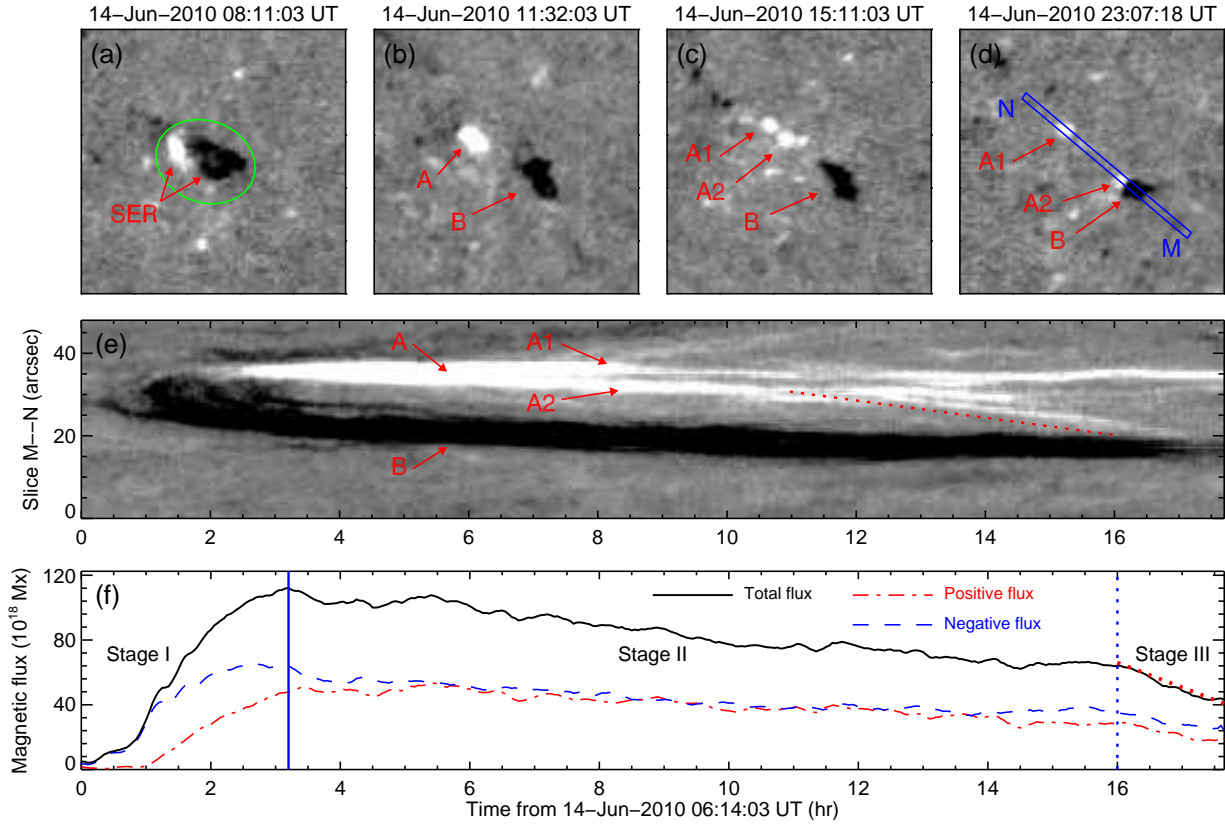 14-Jun-2010 08:11:03 UT
14-Jun-2010 11:32:03 UT
14-Jun-2010 15:11:03 UT
14-Jun-2010 23:07:18 UT
(a)
SER
(b)
A
B
(c)
A1
A2
B
(d)
N
A1
A2
B
M
(e)
A
A1
A2
B
Slice M--N (arcsec)
40
20
0
0 2 4 6 8 10 12 14 16
(f)
Total flux
Positive flux
Negative flux
Stage I
Stage II
Stage III
Magnetic flux (10¹⁸ Mx)
120
80
40
0
0 2 4 6 8 10 12 14 16
Time from 14-Jun-2010 06:14:03 UT (hr)